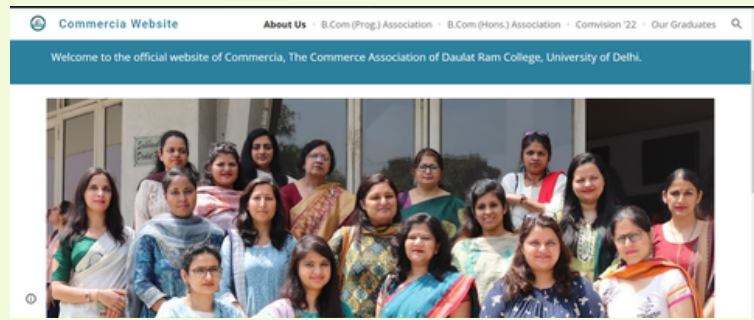 Commercia Website
About Us · B.Com (Prog.) Association · B.Com (Hons.) Association · Comvision '22 · Our Graduates
Welcome to the official website of Commercia, The Commerce Association of Daulat Ram College, University of Delhi.